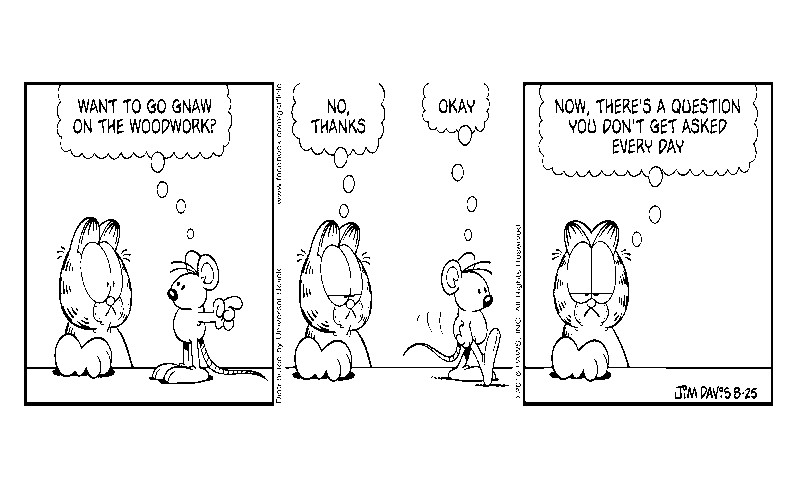 WANT TO GO GNAW
ON THE WOODWORK?
NO,
THANKS
OKAY
NOW, THERE'S A QUESTION
YOU DON'T GET ASKED
EVERY DAY
JIM DAVIS 8-25